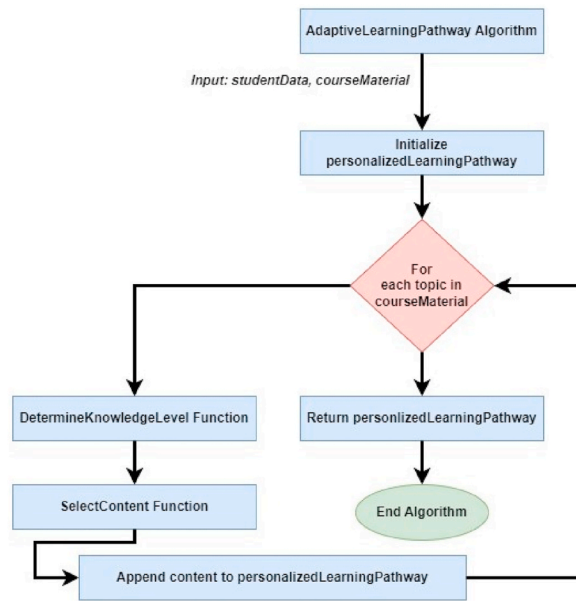 AdaptiveLearningPathway Algorithm
Input: studentData, courseMaterial
Initialize
personalizedLearningPathway
For
each topic in
courseMaterial
DetermineKnowledgeLevel Function
Return personlizedLearningPathway
SelectContent Function
End Algorithm
Append content to personalizedLearningPathway